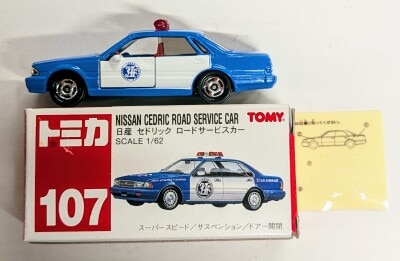 トミカ
107
NISSAN CEDRIC ROAD SERVICE CAR
TOMY
日産 セドリック ロードサービスカー
SCALE 1/62
スーパースピード/サスペンション/ドアー開閉